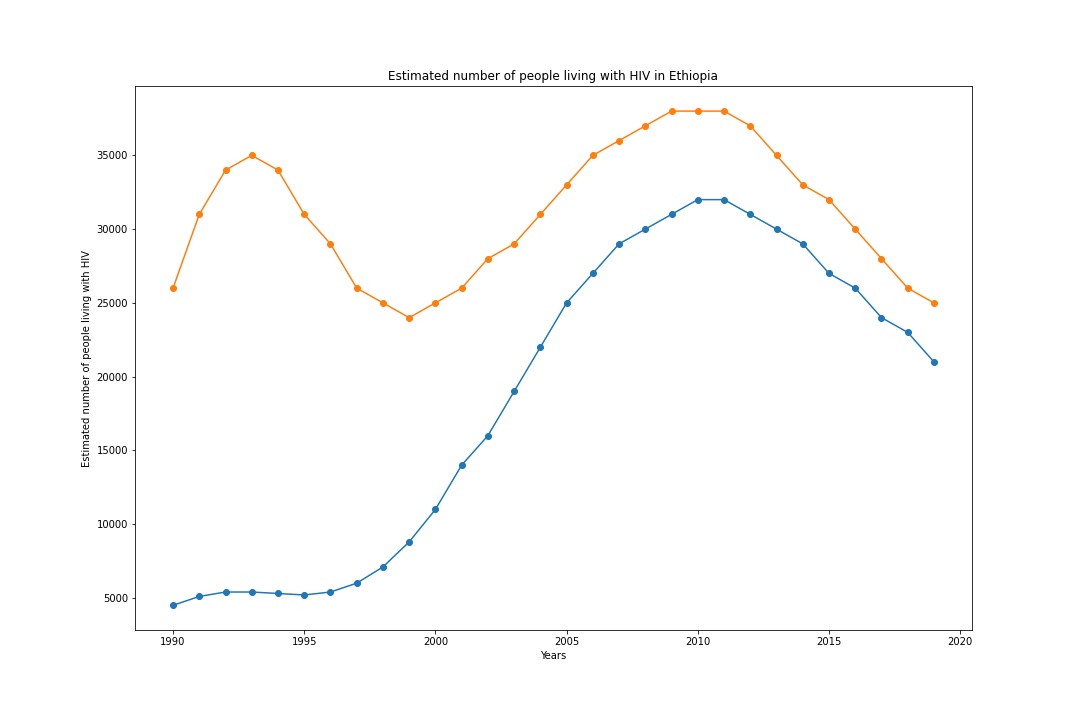 Estimated number of people living with HIV in Ethiopia
Estimated number of people living with HIV
35000
30000
25000
20000
15000
10000
5000
1990 1995 2000 2005 2010 2015 2020
Years